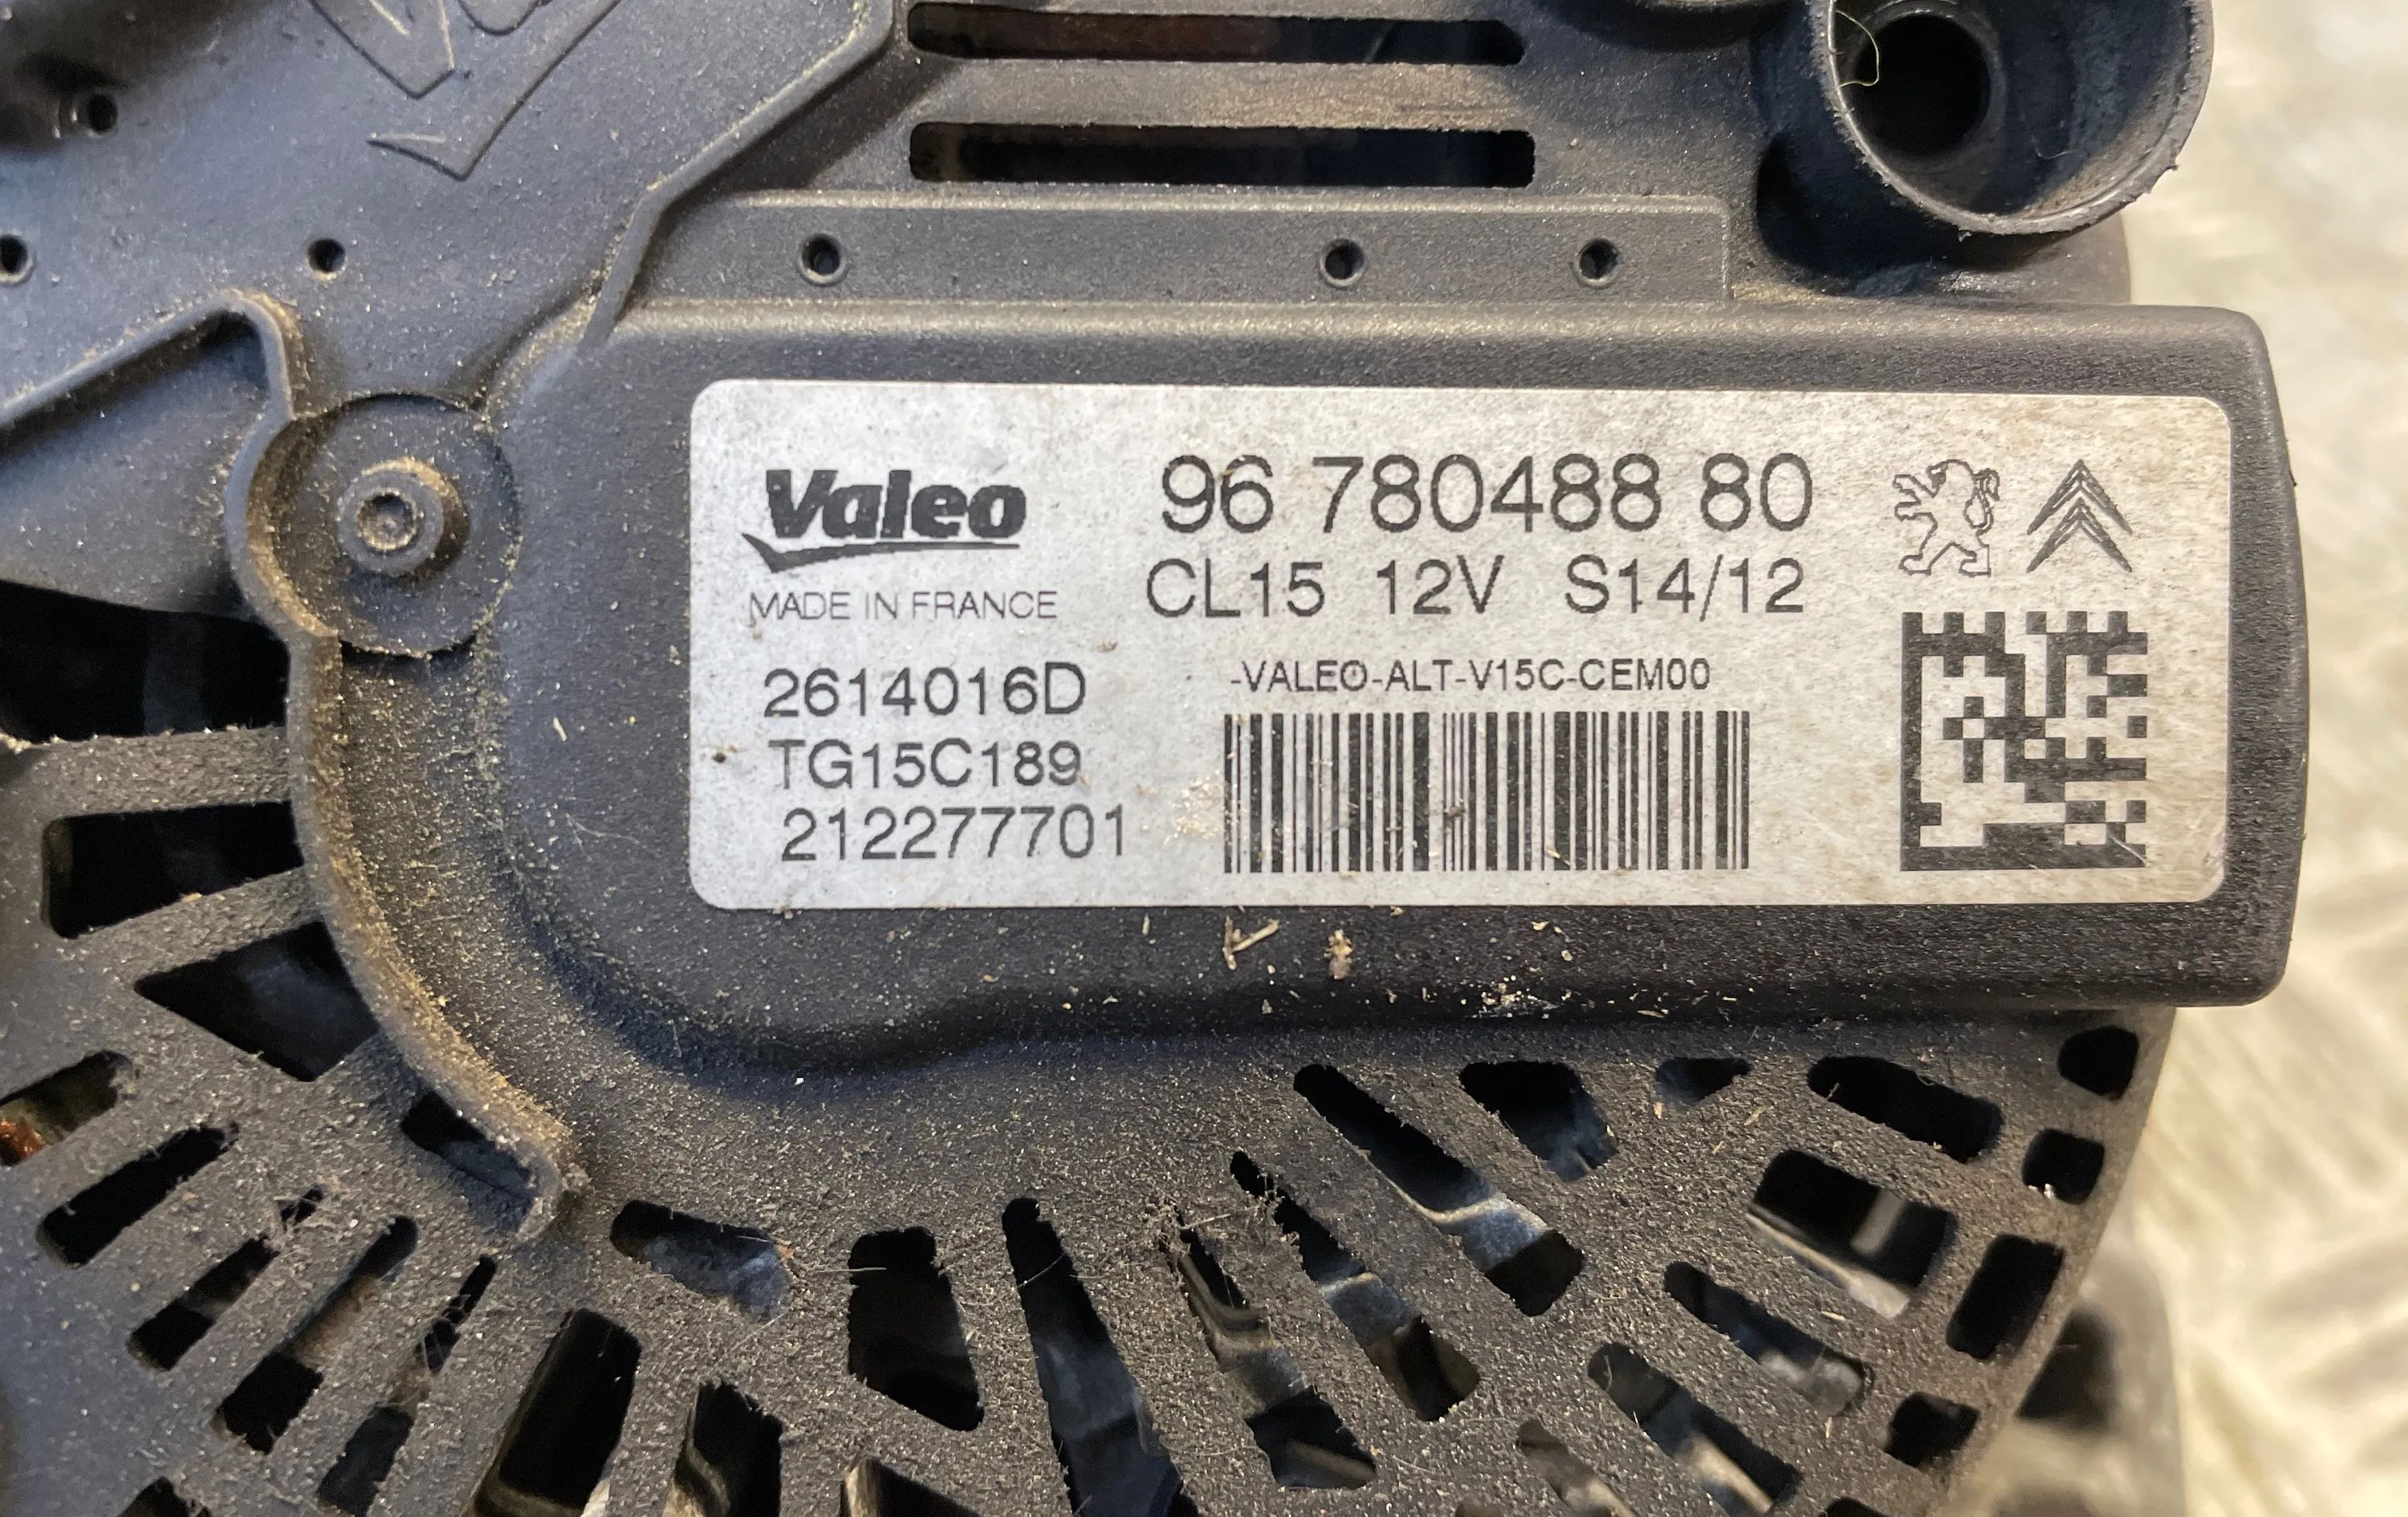 Valeo
96 780488 80
CL15 12V S14/12
MADE IN FRANCE
2614016D
TG15C189
212277701
-VALEO-ALT-V15C-CEM00